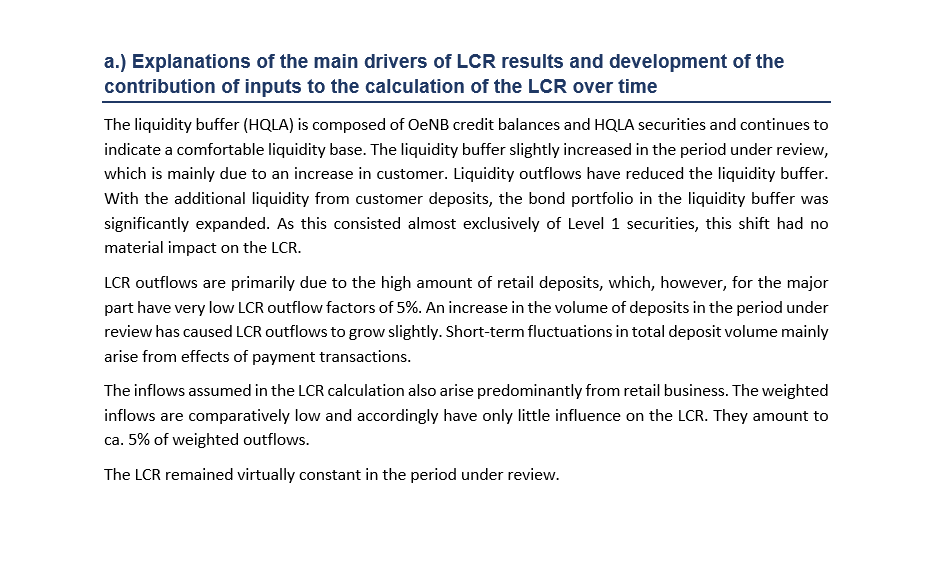 a.) Explanations of the main drivers of LCR results and development of the
contribution of inputs to the calculation of the LCR over time
The liquidity buffer (HQLA) is composed of OeNB credit balances and HQLA securities and continues to
indicate a comfortable liquidity base. The liquidity buffer slightly increased in the period under review,
which is mainly due to an increase in customer. Liquidity outflows have reduced the liquidity buffer.
With the additional liquidity from customer deposits, the bond portfolio in the liquidity buffer was
significantly expanded. As this consisted almost exclusively of Level 1 securities, this shift had no
material impact on the LCR.
LCR outflows are primarily due to the high amount of retail deposits, which, however, for the major
part have very low LCR outflow factors of 5%. An increase in the volume of deposits in the period under
review has caused LCR outflows to grow slightly. Short-term fluctuations in total deposit volume mainly
arise from effects of payment transactions.
The inflows assumed in the LCR calculation also arise predominantly from retail business. The weighted
inflows are comparatively low and accordingly have only little influence on the LCR. They amount to
ca. 5% of weighted outflows.
The LCR remained virtually constant in the period under review.